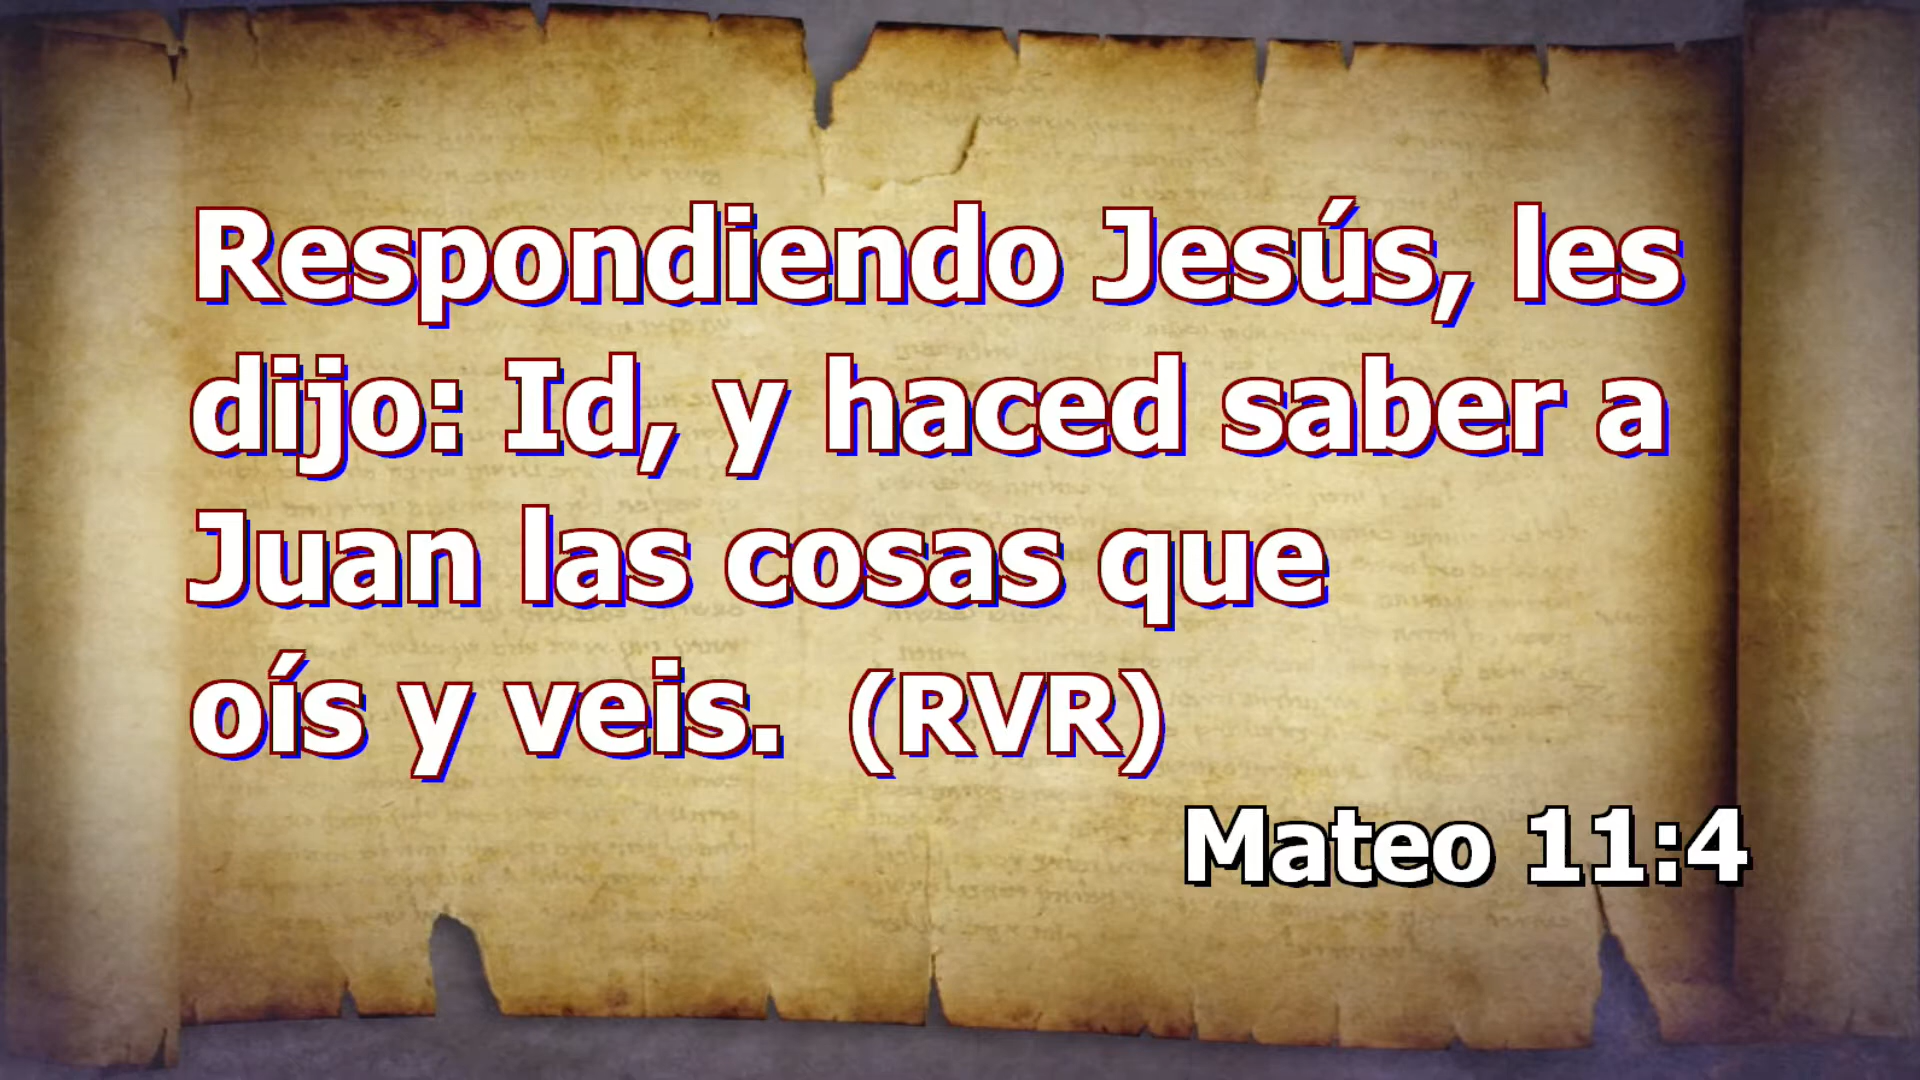 Respondiendo Jesús, les
dijo: Id, y haced saber a
Juan las cosas que
oís y veis.  (RVR)
Mateo 11:4